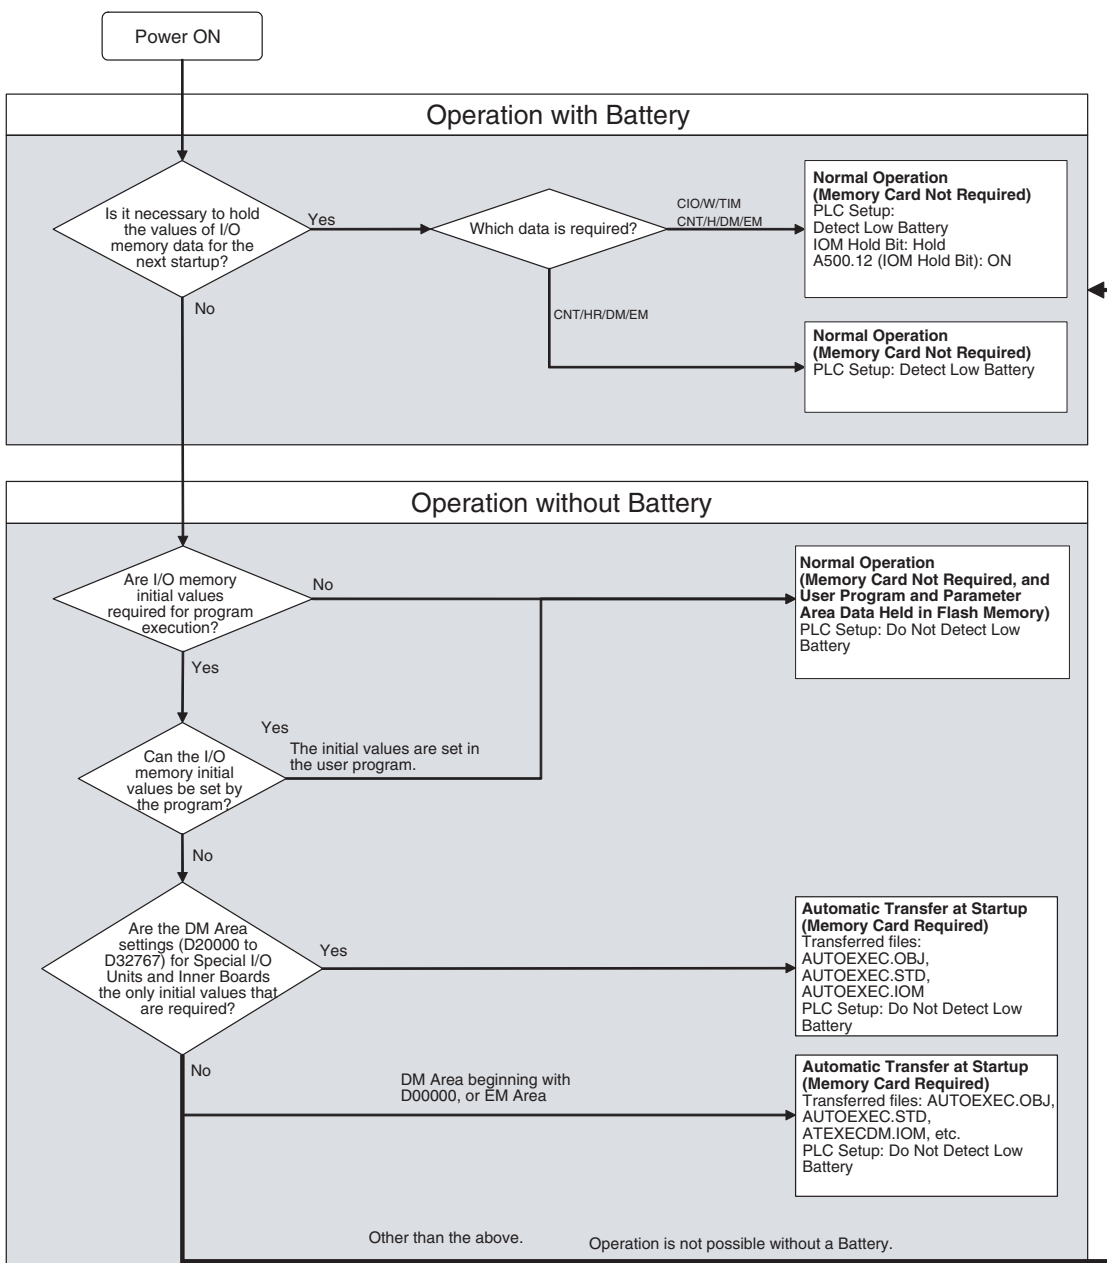 Power ON
Operation with Battery
Is it necessary to hold
the values of I/O
memory data for the
next startup?
Yes
No
Which data is required?
CIO/W/TIM
CNT/H/DM/EM
CNT/HR/DM/EM
Normal Operation
(Memory Card Not Required)
PLC Setup:
Detect Low Battery
IOM Hold Bit: Hold
A500.12 (IOM Hold Bit): ON
Normal Operation
(Memory Card Not Required)
PLC Setup: Detect Low Battery
Operation without Battery
Are I/O memory
initial values
required for program
execution?
No
Yes
Normal Operation
(Memory Card Not Required, and
User Program and Parameter
Area Data Held in Flash Memory)
PLC Setup: Do Not Detect Low
Battery
Can the I/O
memory initial
values be set by
the program?
Yes
The initial values are set in
the user program.
No
Are the DM Area
settings (D20000 to
D32767) for Special I/O
Units and Inner Boards
the only initial values that
are required?
Yes
Automatic Transfer at Startup
(Memory Card Required)
Transferred files:
AUTOEXEC.OBJ,
AUTOEXEC.STD,
AUTOEXEC.IOM
PLC Setup: Do Not Detect Low
Battery
No
DM Area beginning with
D00000, or EM Area
Automatic Transfer at Startup
(Memory Card Required)
Transferred files: AUTOEXEC.OBJ,
AUTOEXEC.STD,
ATEXECDM.IOM, etc.
PLC Setup: Do Not Detect Low
Battery
Other than the above.
Operation is not possible without a Battery.